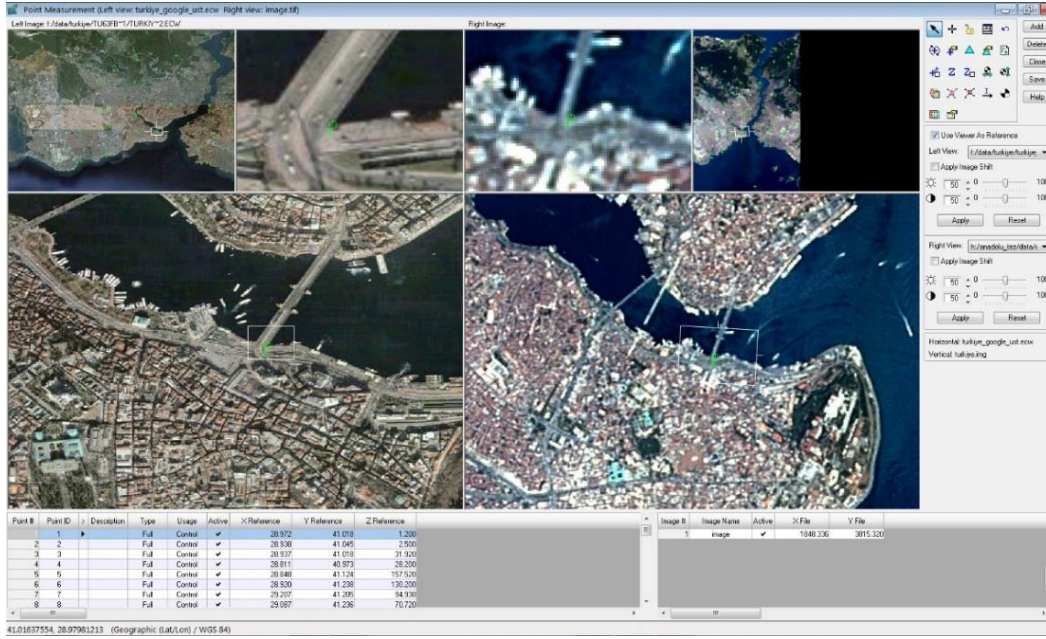 Point Measurement (Left view: turkiye_google_ust.ecw Right view: image.tif)
Left Image: f:/data/turkiye/TU63FB~1/TURKIY~2.ECW
Right Image:
Add
Delete
Close
Save
Help
Use Viewer As Reference
Left View: f:/data/turkiye/turkiye_
Apply Image Shift
50 0 100
50 0 100
Apply Reset
Right View: h:/anadolu_tez/data/i
Apply Image Shift
50 0 100
50 0 100
Apply Reset
Horizontal: turkiye_google_ust.ecw
Vertical: turkiye.img
Point # Point ID > Description Type Usage Active X Reference Y Reference Z Reference
1 Full Control 28.972 41.018 1.200
2 2 Full Control 28.938 41.045 2.500
3 3 Full Control 28.937 41.018 31.920
4 4 Full Control 28.811 40.973 28.200
5 5 Full Control 28.848 41.124 157.520
6 6 Full Control 28.920 41.238 130.200
7 7 Full Control 29.207 41.205 94.930
8 8 Full Control 29.087 41.236 70.720
Image # Image Name Active X File Y File
1 image 1848.336 3815.320
41.01637554, 28.97981213 (Geographic (Lat/Lon) / WGS 84)